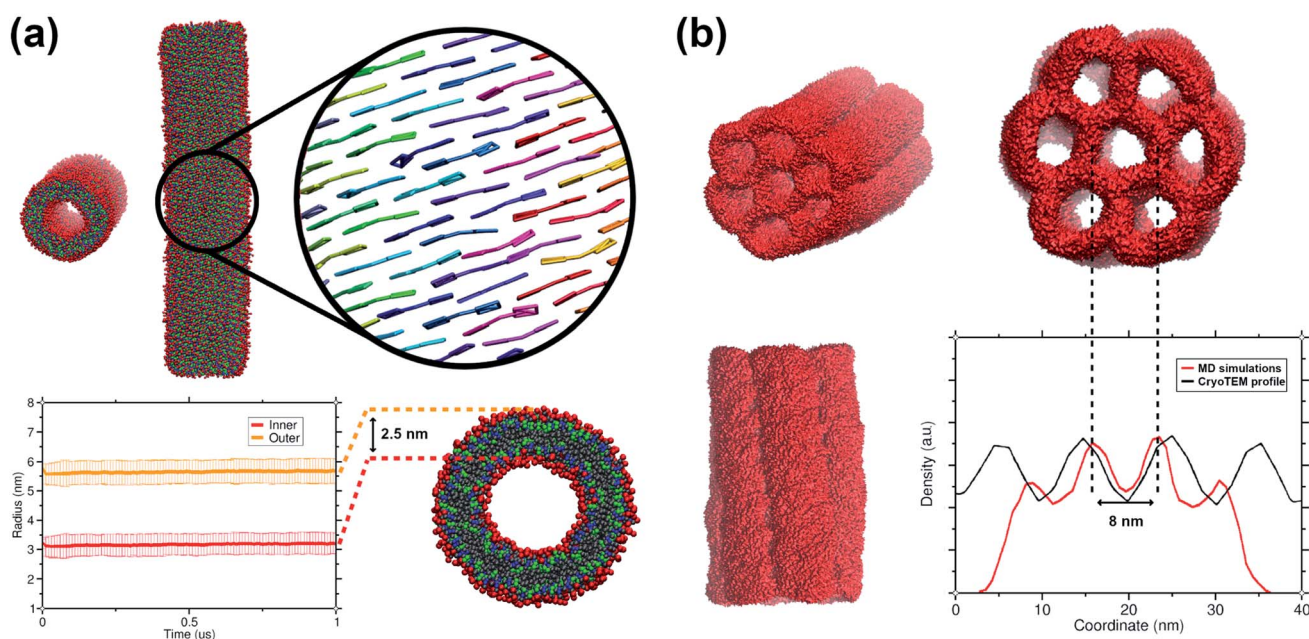 (a)
(b)
8
7
6
5
4
3
2
1
Radius (nm)
Inner
Outer
0
0.5
1
Time (us)
2.5 nm
Density (a.u)
MD simulations
CryoTEM profile
8 nm
0
10
20
30
40
Coordinate (nm)